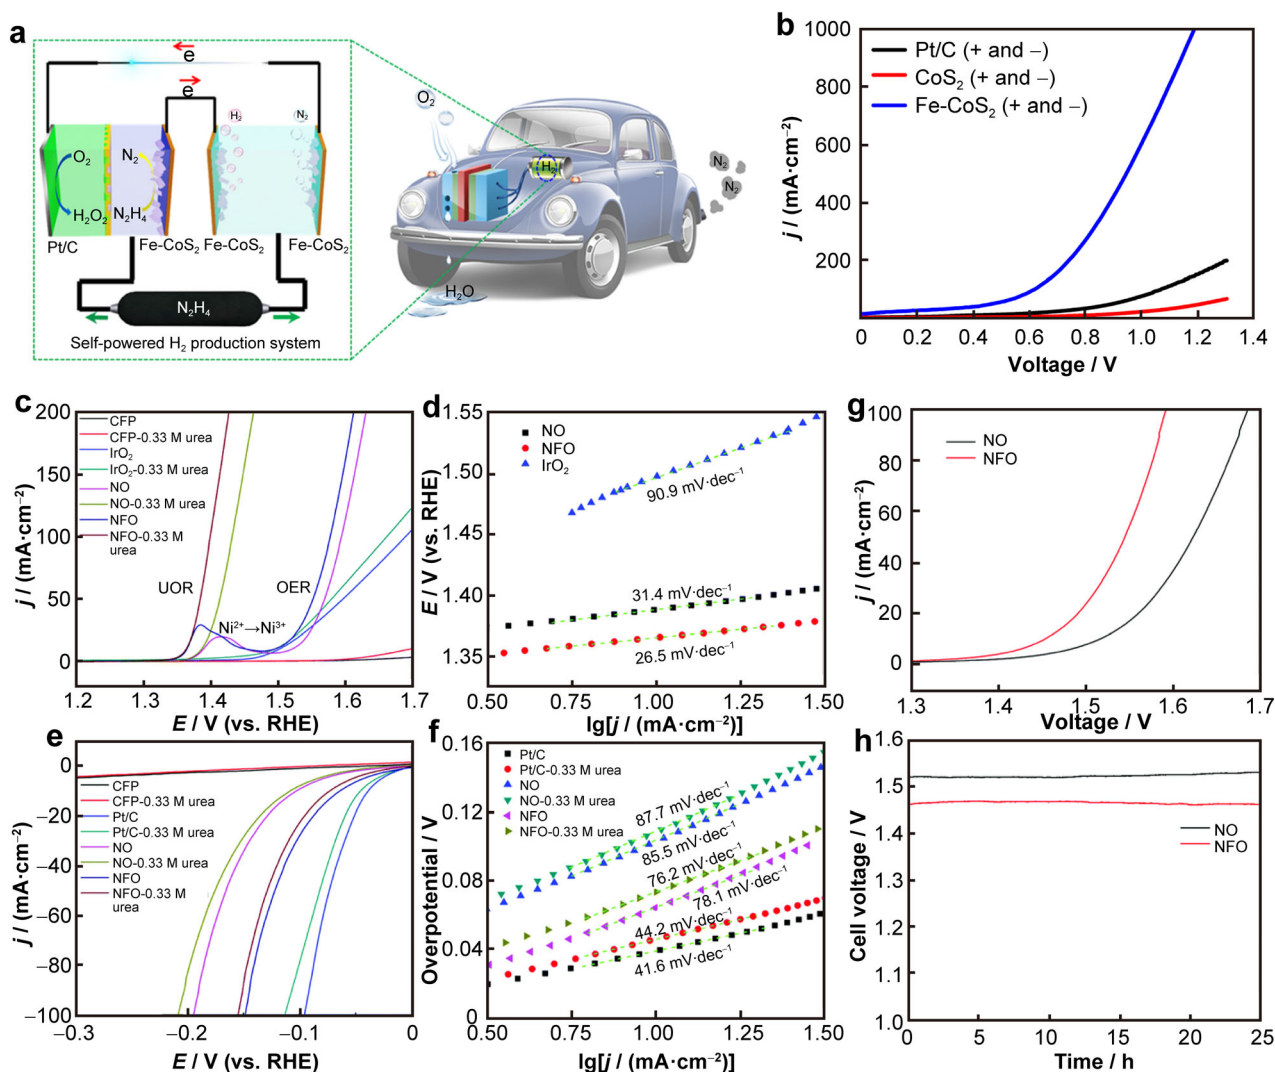 a
e
e
H₂
N₂
O₂
N₂
H₂O₂
N₂H₄
Pt/C
Fe-CoS₂
Fe-CoS₂
Fe-CoS₂
N₂H₄
Self-powered H₂ production system
O₂
H₂
N₂
N₂
H₂O
b
1000
800
600
400
200
j / (mA·cm⁻²)
Pt/C (+ and −)
CoS₂ (+ and −)
Fe-CoS₂ (+ and −)
0 0.2 0.4 0.6 0.8 1.0 1.2 1.4
Voltage / V
c
200
150
100
50
0
j / (mA·cm⁻²)
CFP
CFP-0.33 M urea
IrO₂
IrO₂-0.33 M urea
NO
NO-0.33 M urea
NFO
NFO-0.33 M
urea
UOR
OER
Ni²⁺→Ni³⁺
1.2 1.3 1.4 1.5 1.6 1.7
E / V (vs. RHE)
d
1.55
1.50
1.45
1.40
1.35
E / V (vs. RHE)
NO
NFO
IrO₂
90.9 mV·dec⁻¹
31.4 mV·dec⁻¹
26.5 mV·dec⁻¹
0.50 0.75 1.00 1.25 1.50
lg[j / (mA·cm⁻²)]
g
100
80
60
40
20
0
j / (mA·cm⁻²)
NO
NFO
1.3 1.4 1.5 1.6 1.7
Voltage / V
e
0
−20
−40
−60
−80
−100
j / (mA·cm⁻²)
CFP
CFP-0.33 M urea
Pt/C
Pt/C-0.33 M urea
NO
NO-0.33 M urea
NFO
NFO-0.33 M
urea
−0.3 −0.2 −0.1 0
E / V (vs. RHE)
f
0.16
0.12
0.08
0.04
0
Overpotential / V
Pt/C
Pt/C-0.33 M urea
NO
NO-0.33 M urea
NFO
NFO-0.33 M urea
87.7 mV·dec⁻¹
85.5 mV·dec⁻¹
76.2 mV·dec⁻¹
78.1 mV·dec⁻¹
44.2 mV·dec⁻¹
41.6 mV·dec⁻¹
0.50 0.75 1.00 1.25 1.50
lg[j / (mA·cm⁻²)]
h
1.6
1.5
1.4
1.2
1.1
1.0
Cell voltage / V
NO
NFO
0 5 10 15 20 25
Time / h